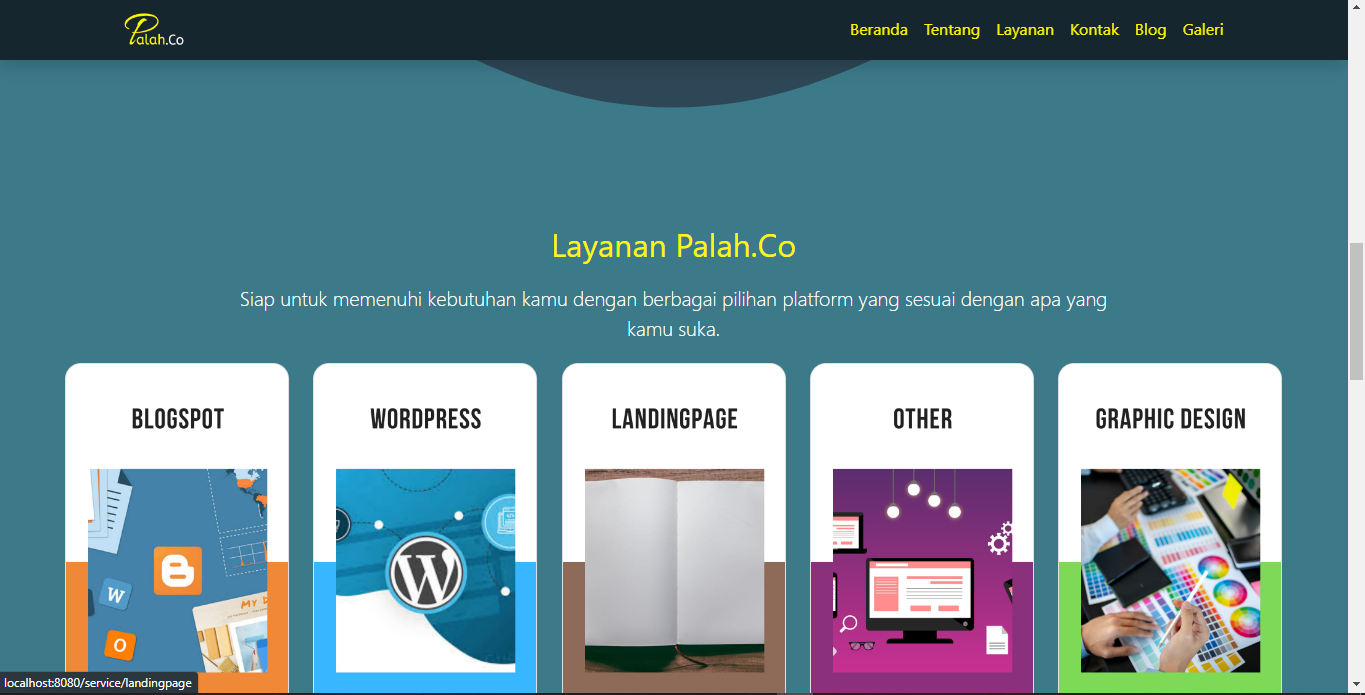 Palah.Co
Beranda Tentang Layanan Kontak Blog Galeri
Layanan Palah.Co
Siap untuk memenuhi kebutuhan kamu dengan berbagai pilihan platform yang sesuai dengan apa yang
kamu suka.
BLOGSPOT
WORDPRESS
LANDINGPAGE
OTHER
GRAPHIC DESIGN
W
MY D
O
W
localhost:8080/service/landingpage